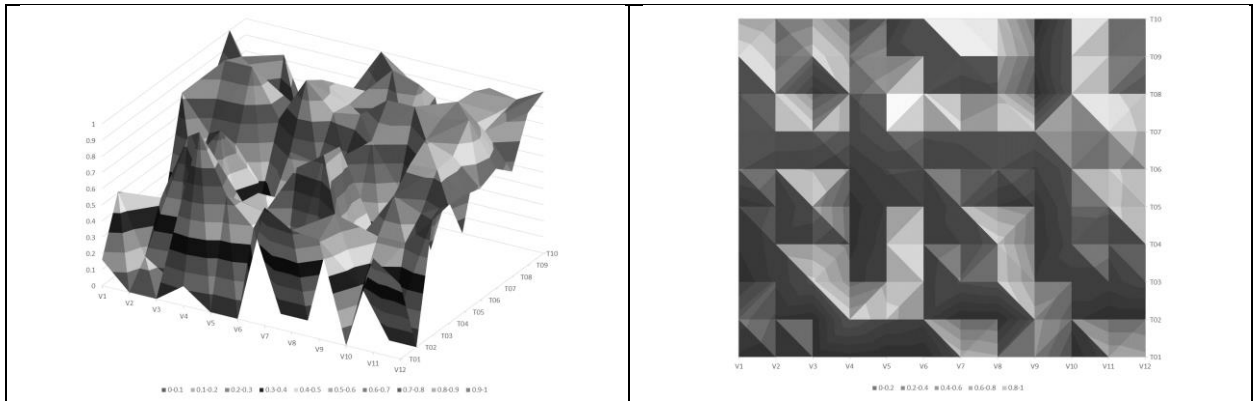 1
0.9
0.8
0.7
0.6
0.5
0.4
0.3
0.2
0.1
0
V1
V2
V3
V4
V5
V6
V7
V8
V9
V10
V11
V12
T01
T02
T03
T04
T05
T06
T07
T08
T09
T10
0-0.1 0.1-0.2 0.2-0.3 0.3-0.4 0.4-0.5 0.5-0.6 0.6-0.7 0.7-0.8 0.8-0.9 0.9-1
T10
T09
T08
T07
T06
T05
T04
T03
T02
T01
V1 V2 V3 V4 V5 V6 V7 V8 V9 V10 V11 V12
0-0.2 0.2-0.4 0.4-0.6 0.6-0.8 0.8-1